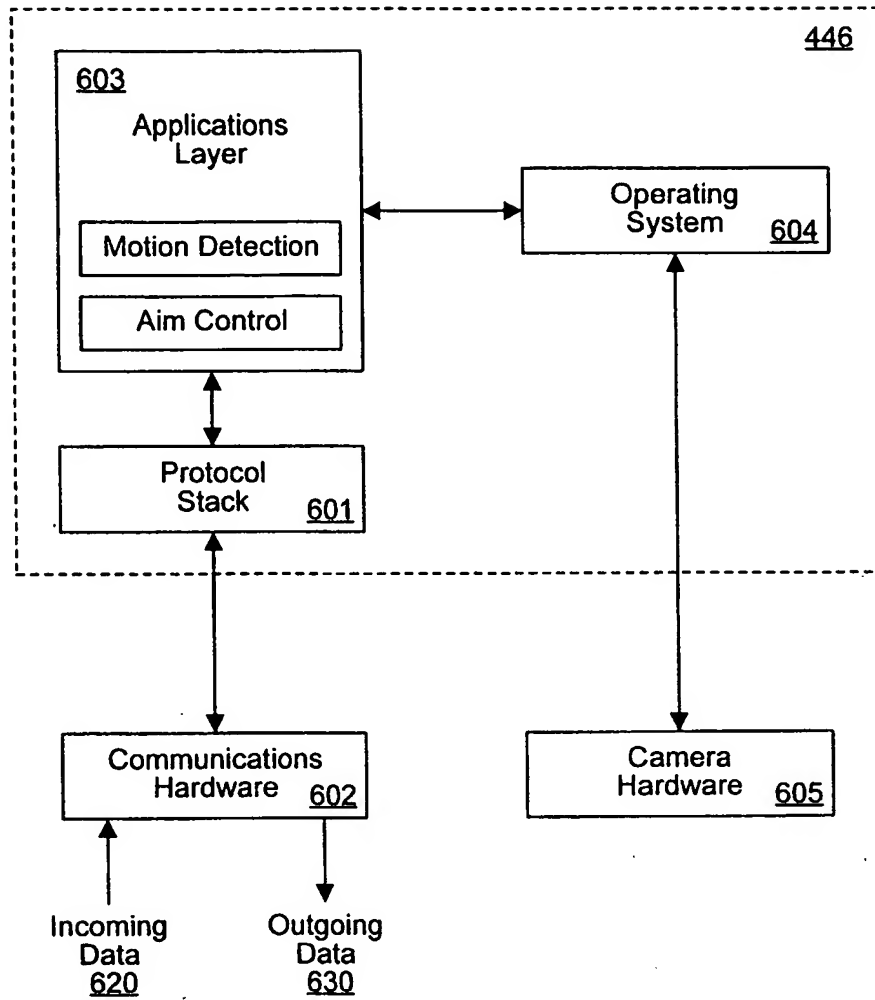 446
603
Applications
Layer
Motion Detection
Aim Control
Operating
System
604
Protocol
Stack
601
Communications
Hardware
602
Camera
Hardware
605
Incoming
Data
620
Outgoing
Data
630